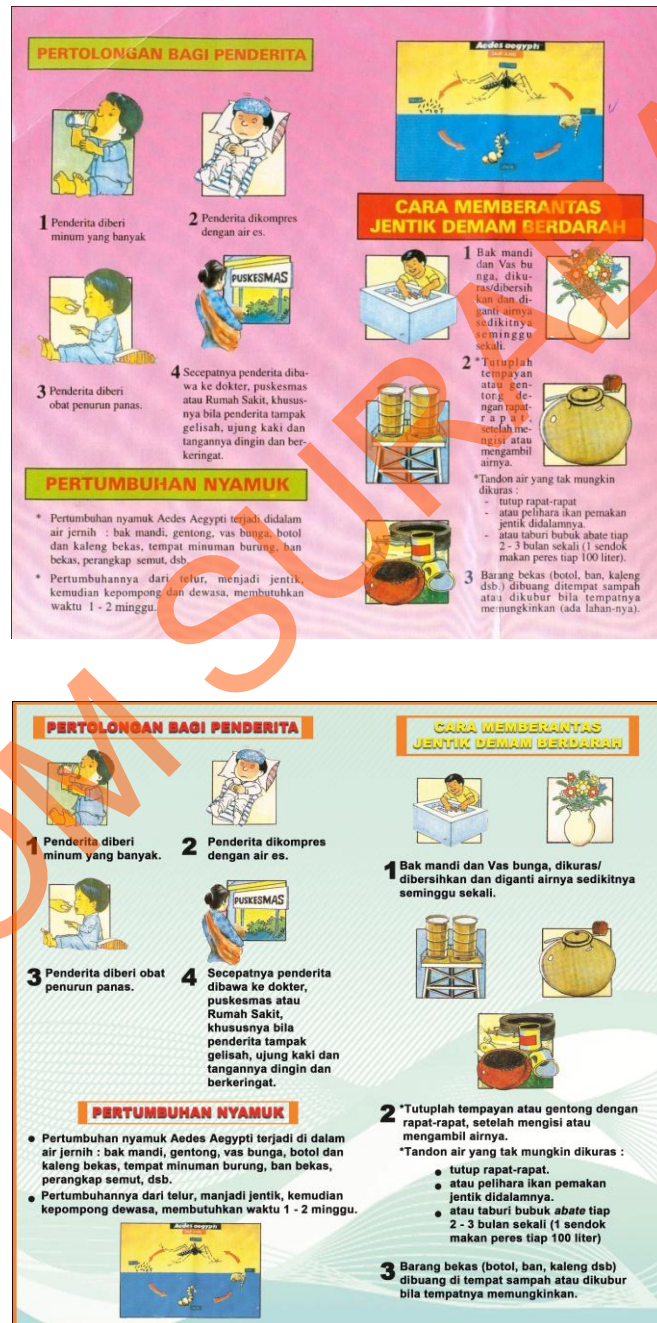 PERTOLONGAN BAGI PENDERITA
1 Penderita diberi
minum yang banyak
2 Penderita dikompres
dengan air es.
PUSKESMAS
3 Penderita diberi
obat penurun panas.
4 Secepatnya penderita diba-
wa ke dokter, puskesmas
atau Rumah Sakit, khusus-
nya bila penderita tampak
gelisah, ujung kaki dan
tangannya dingin dan ber-
keringat.
PERTUMBUHAN NYAMUK
* Pertumbuhan nyamuk Aedes Aegypti terjadi didalam
air jernih : bak mandi, gentong, vas bunga, botol
dan kaleng bekas, tempat minuman burung, ban
bekas, perangkap semut, dsb.
* Pertumbuhannya dari telur, menjadi jentik,
kemudian kepompong dan dewasa, membutuhkan
waktu 1 - 2 minggu.
Aedes aegypti
CARA MEMBERANTAS
JENTIK DEMAM BERDARAH
1 Bak mandi
dan Vas bu
nga, diku-
ras/dibersih
kan dan di-
ganti airnya
sedikitnya
seminggu
sekali.
2 *Tutuplah
tempayan
atau gen-
tong de-
ngan rapat-
rapat,
setelah me-
ngisi atau
mengambil
airnya.
*Tandon air yang tak mungkin
dikuras :
- tutup rapat-rapat
- atau pelihara ikan pemakan
jentik didalamnya.
- atau taburi bubuk abate tiap
2 - 3 bulan sekali (1 sendok
makan peres tiap 100 liter).
3 Barang bekas (botol, ban, kaleng
dsb.) dibuang ditempat sampah
atau dikubur bila tempatnya
memungkinkan (ada lahan-nya).
OM SURABA
PERTOLONGAN BAGI PENDERITA
1 Penderita diberi
minum yang banyak.
2 Penderita dikompres
dengan air es.
PUSKESMAS
3 Penderita diberi obat
penurun panas.
4 Secepatnya penderita
dibawa ke dokter,
puskesmas atau
Rumah Sakit,
khususnya bila
penderita tampak
gelisah, ujung kaki dan
tangannya dingin dan
berkeringat.
PERTUMBUHAN NYAMUK
● Pertumbuhan nyamuk Aedes Aegypti terjadi di dalam
air jernih : bak mandi, gentong, vas bunga, botol dan
kaleng bekas, tempat minuman burung, ban bekas,
perangkap semut, dsb.
● Pertumbuhannya dari telur, manjadi jentik, kemudian
kepompong dewasa, membutuhkan waktu 1 - 2 minggu.
Aedes aegypti
CARA MEMBERANTAS
JENTIK DEMAM BERDARAH
1 Bak mandi dan Vas bunga, dikuras/
dibersihkan dan diganti airnya sedikitnya
seminggu sekali.
2 *Tutuplah tempayan atau gentong dengan
rapat-rapat, setelah mengisi atau
mengambil airnya.
*Tandon air yang tak mungkin dikuras :
● tutup rapat-rapat.
● atau pelihara ikan pemakan
jentik didalamnya.
● atau taburi bubuk abate tiap
2 - 3 bulan sekali (1 sendok
makan peres tiap 100 liter)
3 Barang bekas (botol, ban, kaleng dsb)
dibuang di tempat sampah atau dikubur
bila tempatnya memungkinkan.